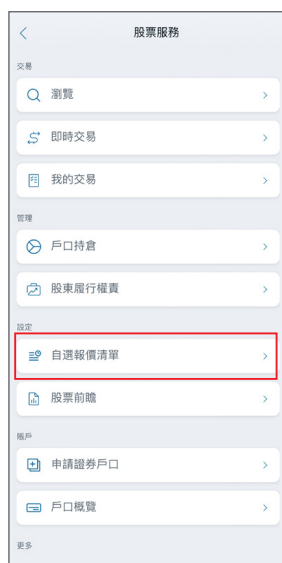 股票服務
交易
瀏覽
即時交易
我的交易
管理
戶口持倉
股東履行權責
設定
自選報價清單
股票前瞻
賬戶
申請證券戶口
戶口概覽
更多